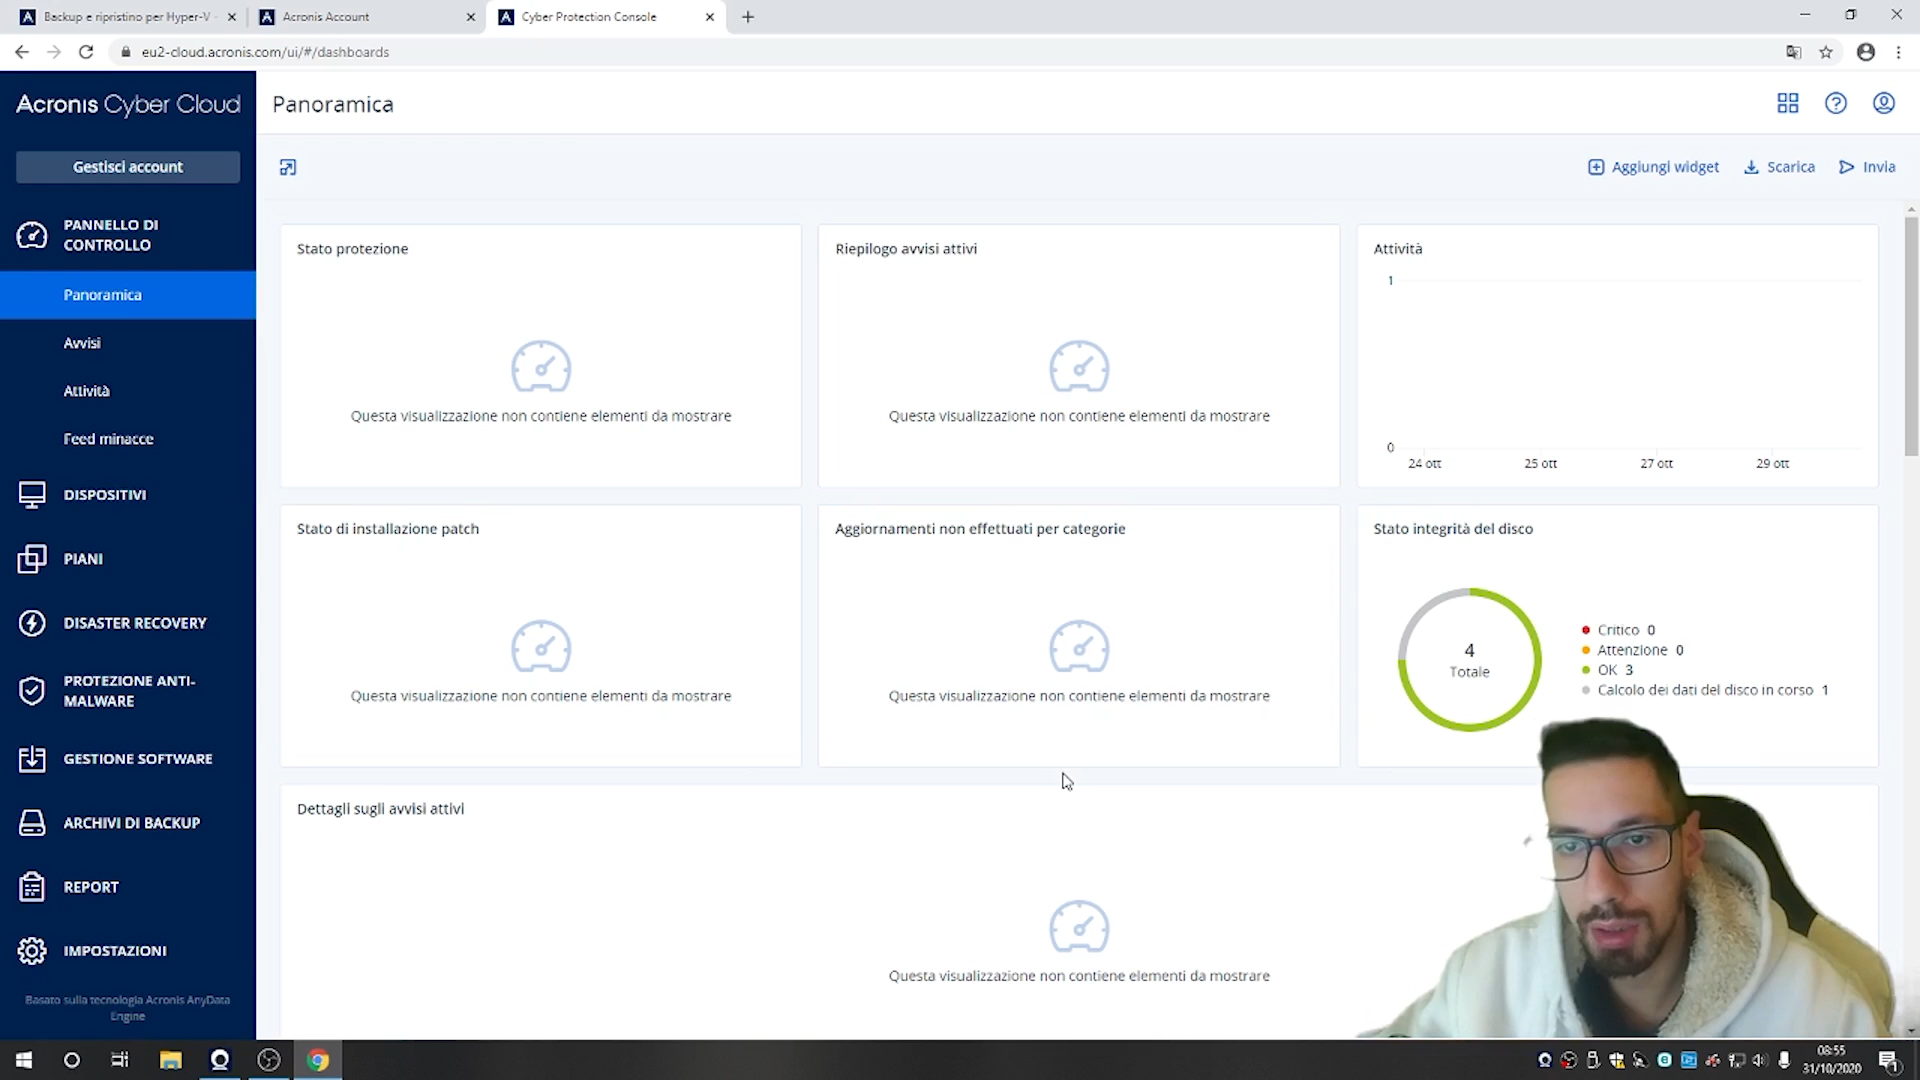 Backup e ripristino per Hyper-V
Acronis Account
Cyber Protection Console
eu2-cloud.acronis.com/ui/#/dashboards
Acronis Cyber Cloud
Panoramica
Gestisci account
Aggiungi widget
Scarica
Invia
PANNELLO DI
CONTROLLO
Panoramica
Avvisi
Attività
Feed minacce
DISPOSITIVI
PIANI
DISASTER RECOVERY
PROTEZIONE ANTI-
MALWARE
GESTIONE SOFTWARE
ARCHIVI DI BACKUP
REPORT
IMPOSTAZIONI
Basato sulla tecnologia Acronis AnyData
Engine
Stato protezione
Questa visualizzazione non contiene elementi da mostrare
Riepilogo avvisi attivi
Questa visualizzazione non contiene elementi da mostrare
Attività
1
0
24 ott
25 ott
27 ott
29 ott
Stato di installazione patch
Questa visualizzazione non contiene elementi da mostrare
Aggiornamenti non effettuati per categorie
Questa visualizzazione non contiene elementi da mostrare
Stato integrità del disco
4
Totale
Critico 0
Attenzione 0
OK 3
Calcolo dei dati del disco in corso 1
Dettagli sugli avvisi attivi
Questa visualizzazione non contiene elementi da mostrare
08:55
31/10/2020